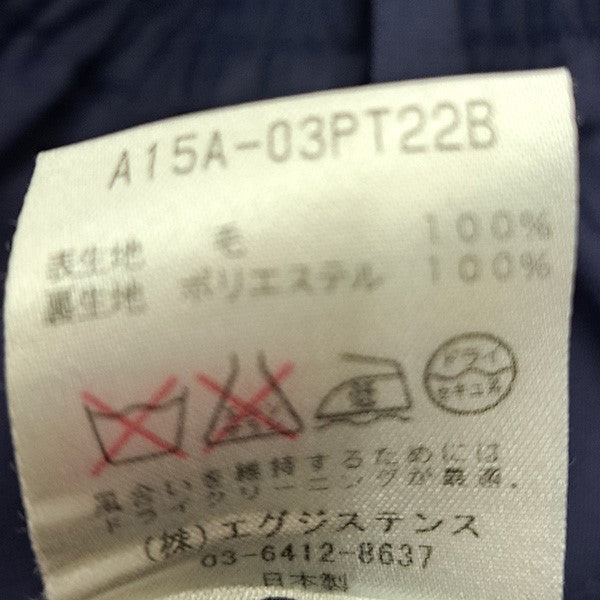 A15A-03PT22B
表生地 毛 100%
裏生地 ポリエステル 100%
ドライ
セキユ系
風合いを維持するためには
ドライクリーニングが最適。
(株)エグジステンス
03-6412-8637
日本製